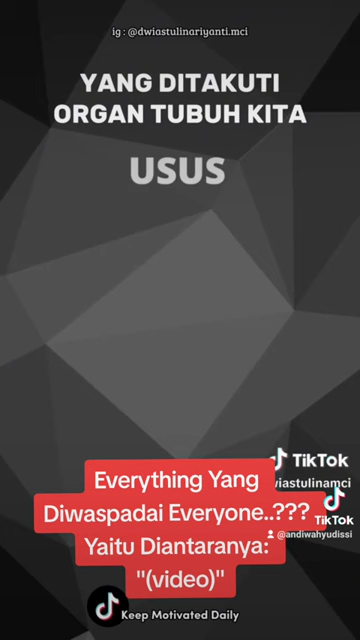 ig : @dwiastulinariyanti.mci
YANG DITAKUTI
ORGAN TUBUH KITA
USUS
TikTok
wiastulinamci
Everything Yang
Diwaspadai Everyone..???
Yaitu Diantaranya:
"(video)"
TikTok
@andiwahyudissi
Keep Motivated Daily